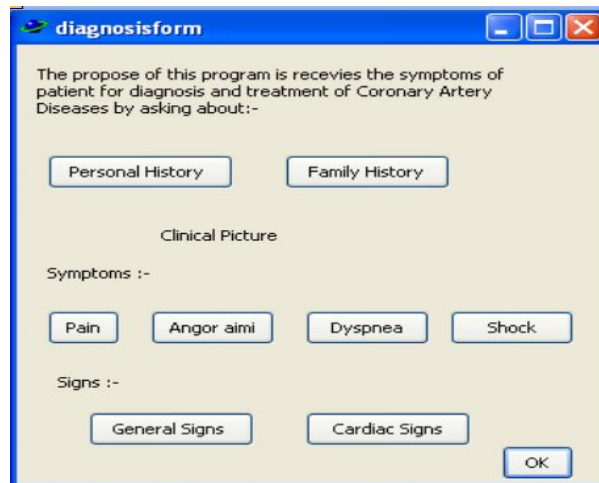 diagnosisform
The propose of this program is recevies the symptoms of
patient for diagnosis and treatment of Coronary Artery
Diseases by asking about:-
Personal History Family History
Clinical Picture
Symptoms :-
Pain Angor aimi Dyspnea Shock
Signs :-
General Signs Cardiac Signs
OK